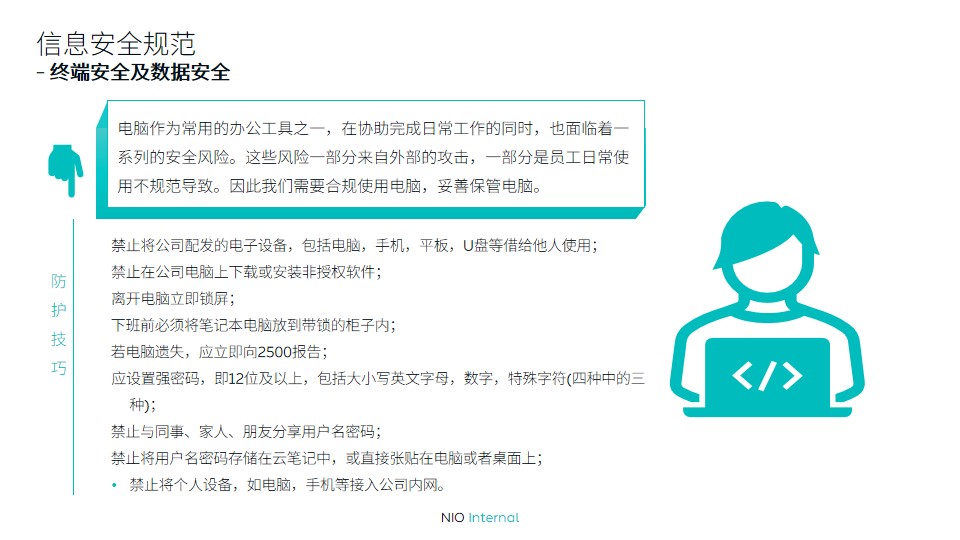 信息安全规范
- 终端安全及数据安全
电脑作为常用的办公工具之一，在协助完成日常工作的同时，也面临着一
系列的安全风险。这些风险一部分来自外部的攻击，一部分是员工日常使
用不规范导致。因此我们需要合规使用电脑，妥善保管电脑。
防
护
技
巧
禁止将公司配发的电子设备，包括电脑，手机，平板，U盘等借给他人使用；
禁止在公司电脑上下载或安装非授权软件；
离开电脑立即锁屏；
下班前必须将笔记本电脑放到带锁的柜子内；
若电脑遗失，应立即向2500报告；
应设置强密码，即12位及以上，包括大小写英文字母，数字，特殊字符(四种中的三
种)；
禁止与同事、家人、朋友分享用户名密码；
禁止将用户名密码存储在云笔记中，或直接张贴在电脑或者桌面上；
• 禁止将个人设备，如电脑，手机等接入公司内网。
</>
NIO Internal